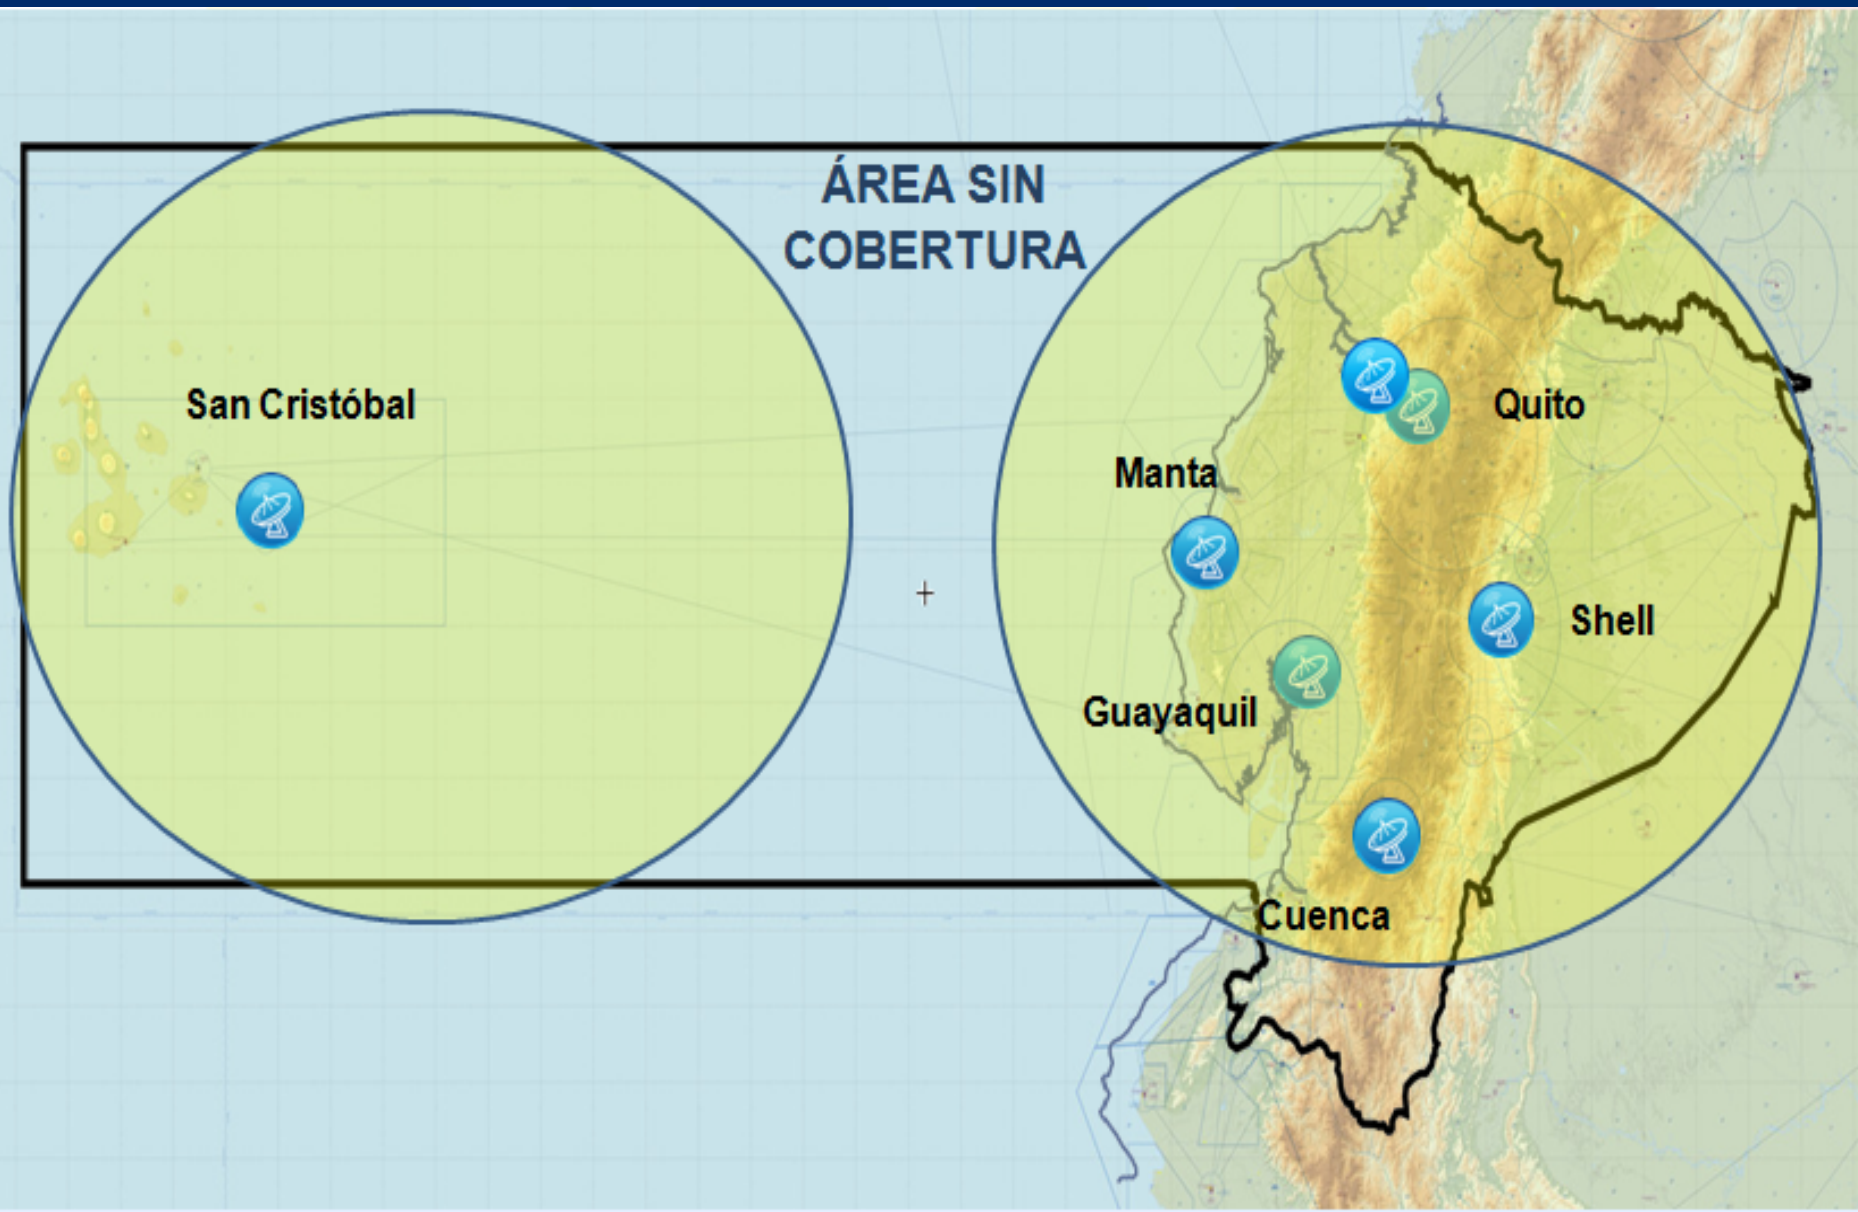 ÁREA SIN
COBERTURA
San Cristóbal
Quito
Manta
Shell
Guayaquil
Cuenca